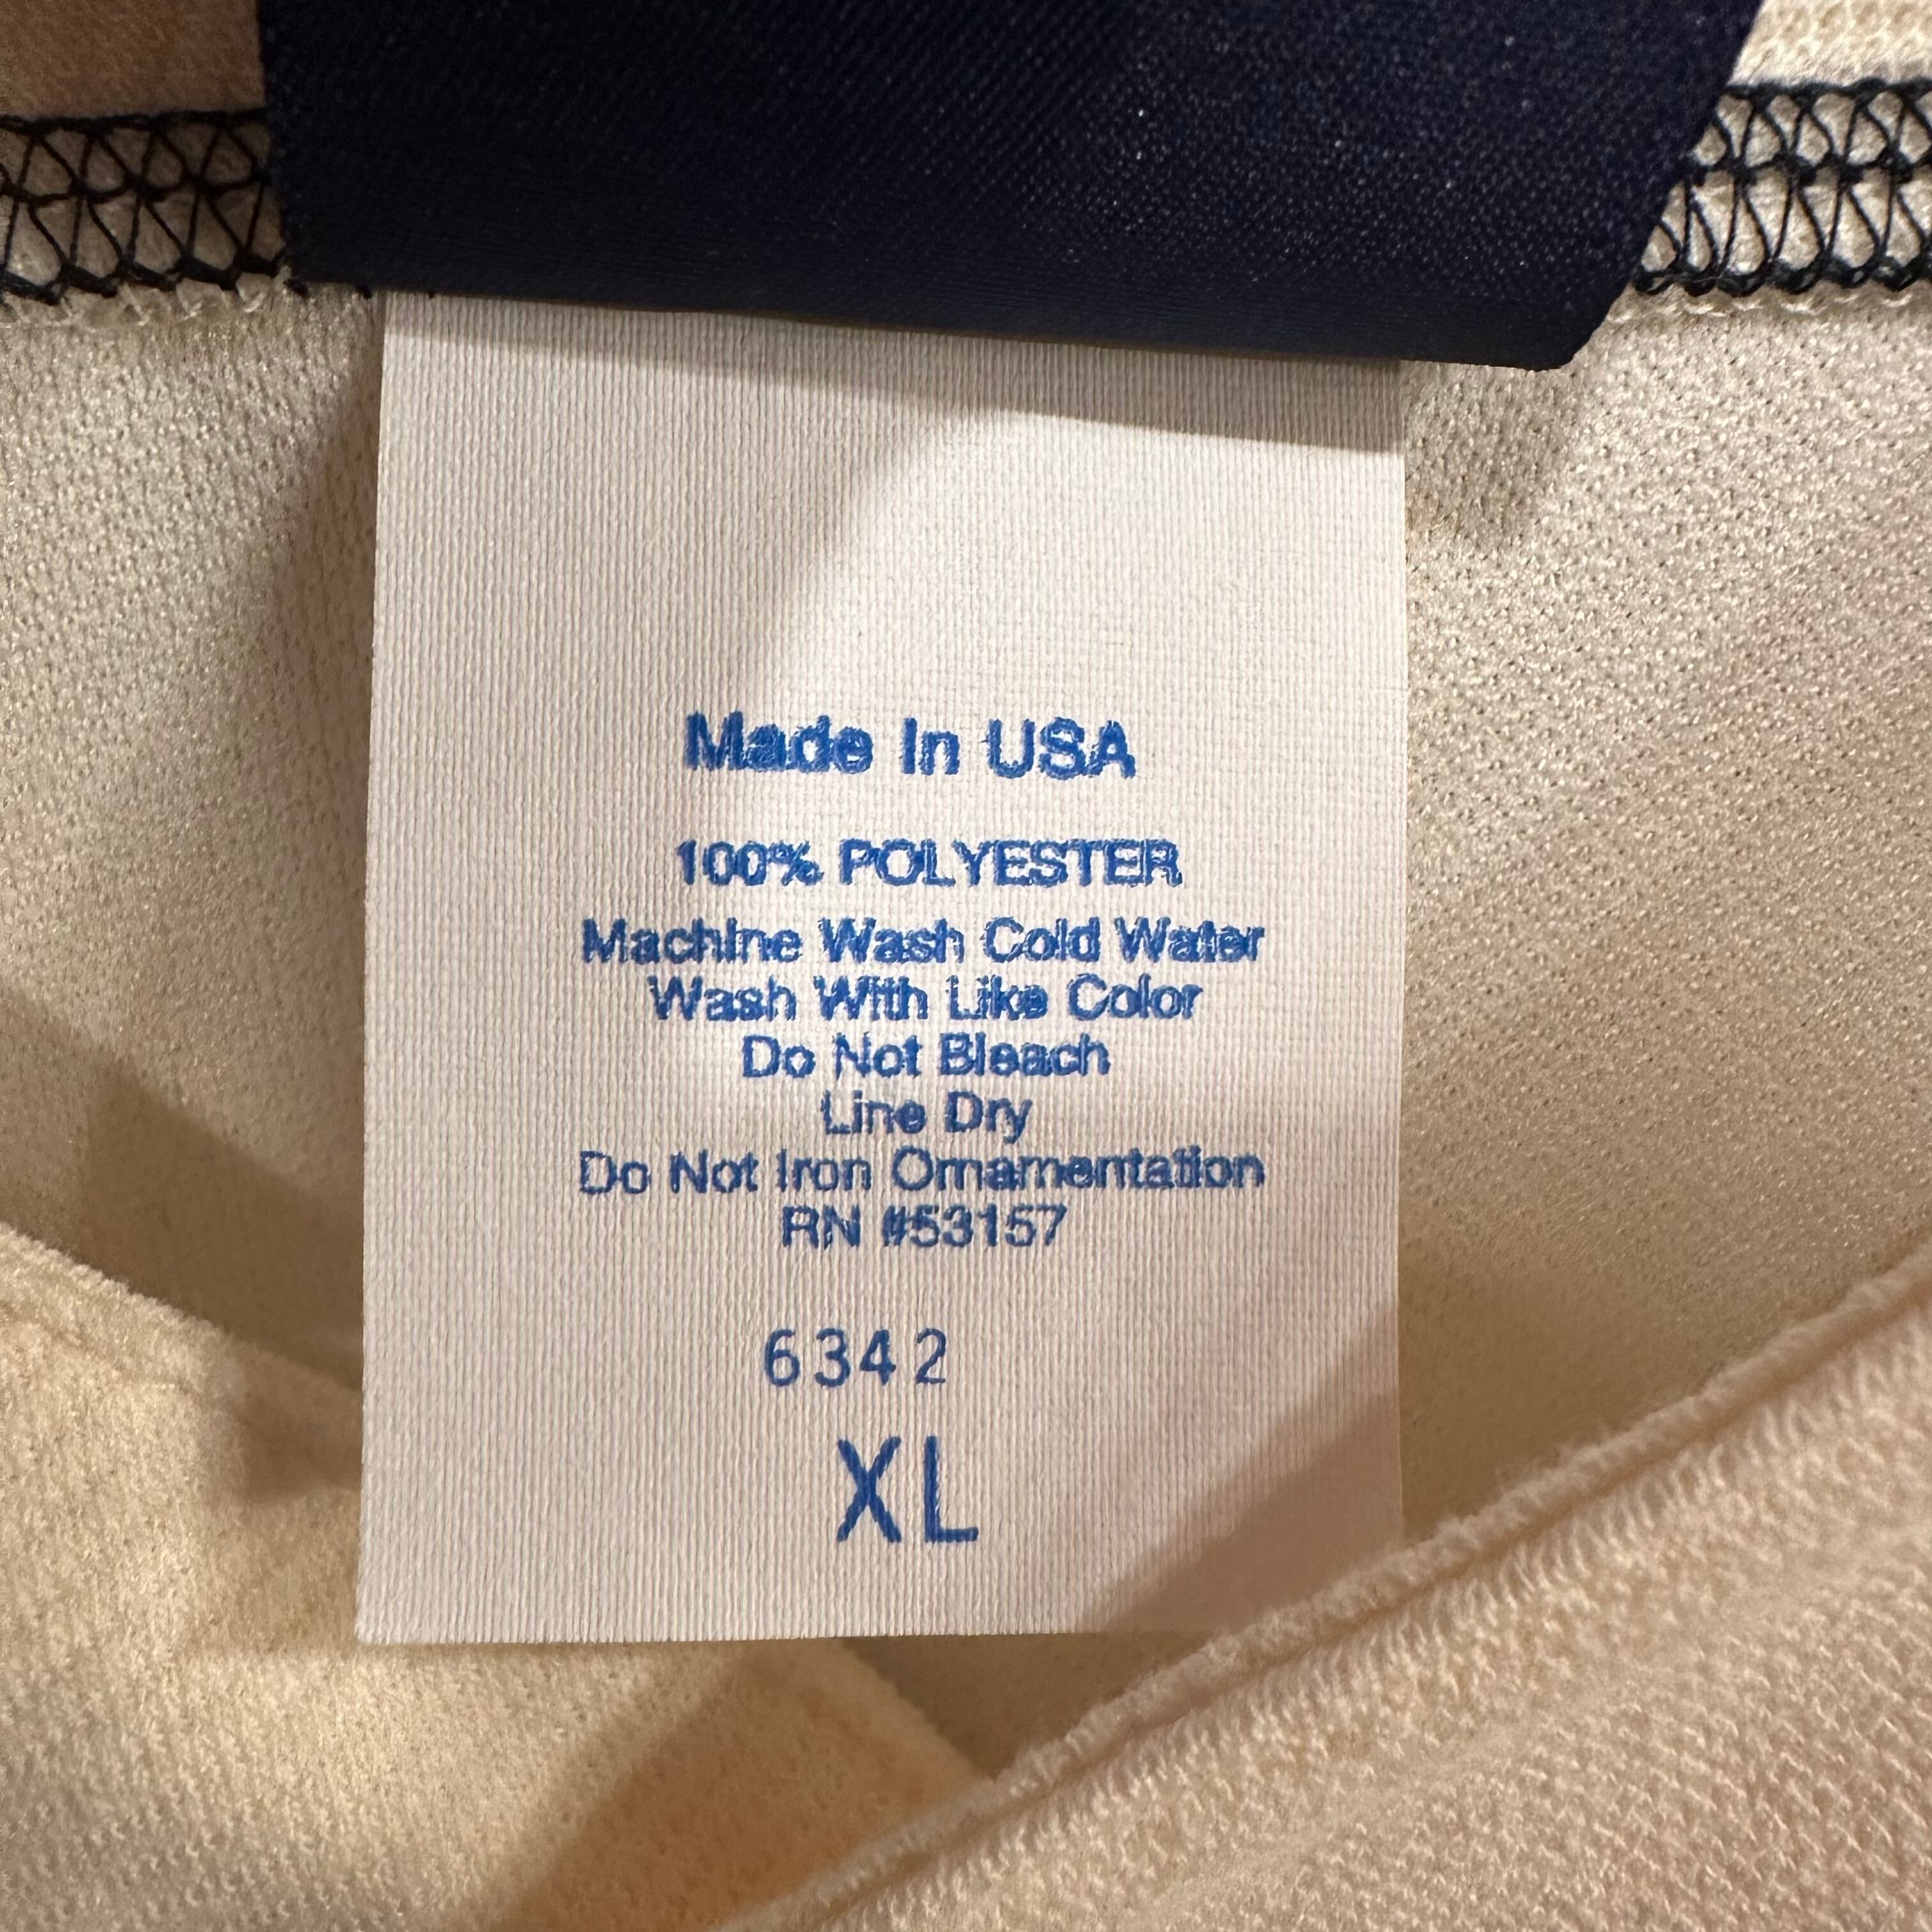 Made In USA
100% POLYESTER
Machine Wash Cold Water
Wash With Like Color
Do Not Bleach
Line Dry
Do Not Iron Ornamentation
RN #53157
6342
XL